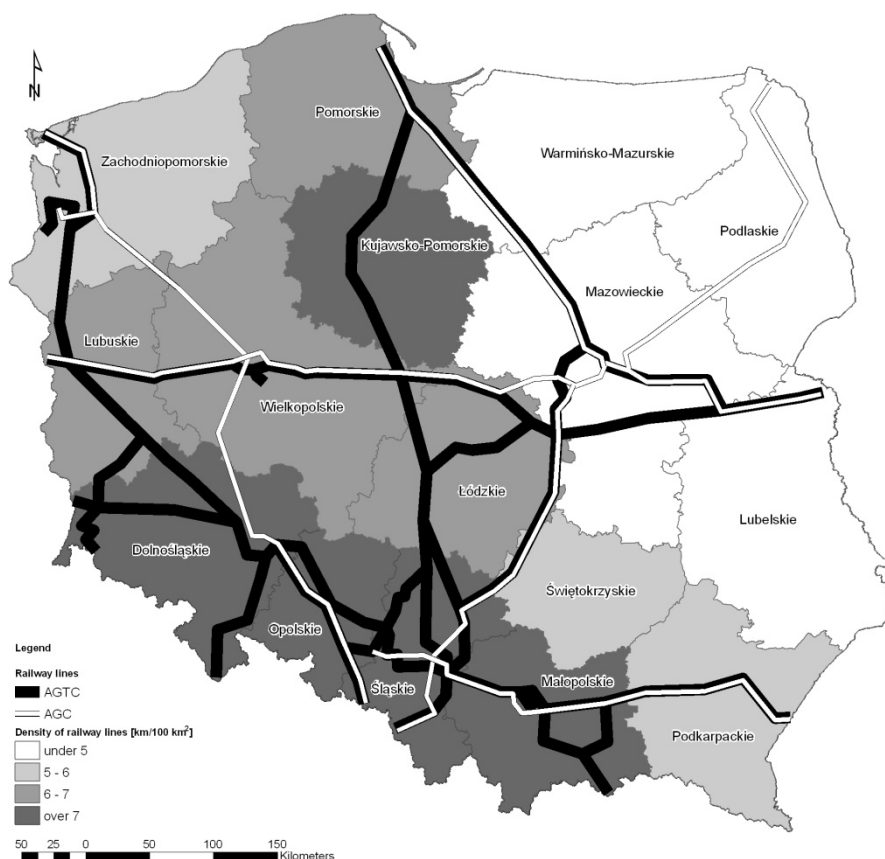 N
Pomorskie
Zachodniopomorskie
Warmińsko-Mazurskie
Podlaskie
Kujawsko-Pomorskie
Mazowieckie
Lubuskie
Wielkopolskie
Łódzkie
Lubelskie
Dolnośląskie
Świętokrzyskie
Opolskie
Śląskie
Małopolskie
Podkarpackie
Legend
Railway lines
AGTC
AGC
Density of railway lines [km/100 km²]
under 5
5 - 6
6 - 7
over 7
50 25 0 50 100 150
Kilometers